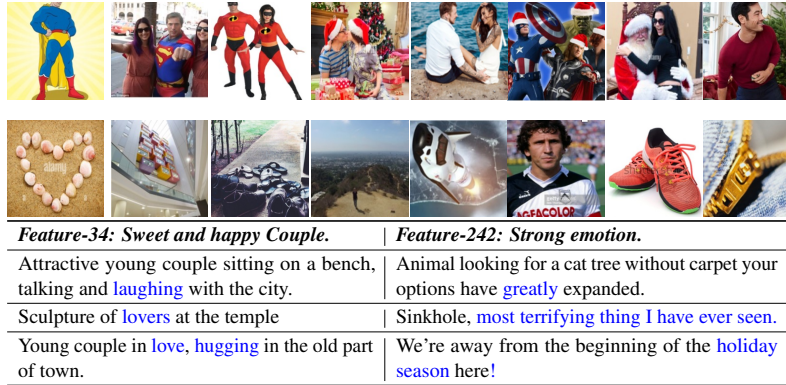 alamy
AGFACOLOR
Feature-34: Sweet and happy Couple.
Feature-242: Strong emotion.
Attractive young couple sitting on a bench,
talking and laughing with the city.
Animal looking for a cat tree without carpet your
options have greatly expanded.
Sculpture of lovers at the temple
Sinkhole, most terrifying thing I have ever seen.
Young couple in love, hugging in the old part
of town.
We're away from the beginning of the holiday
season here!